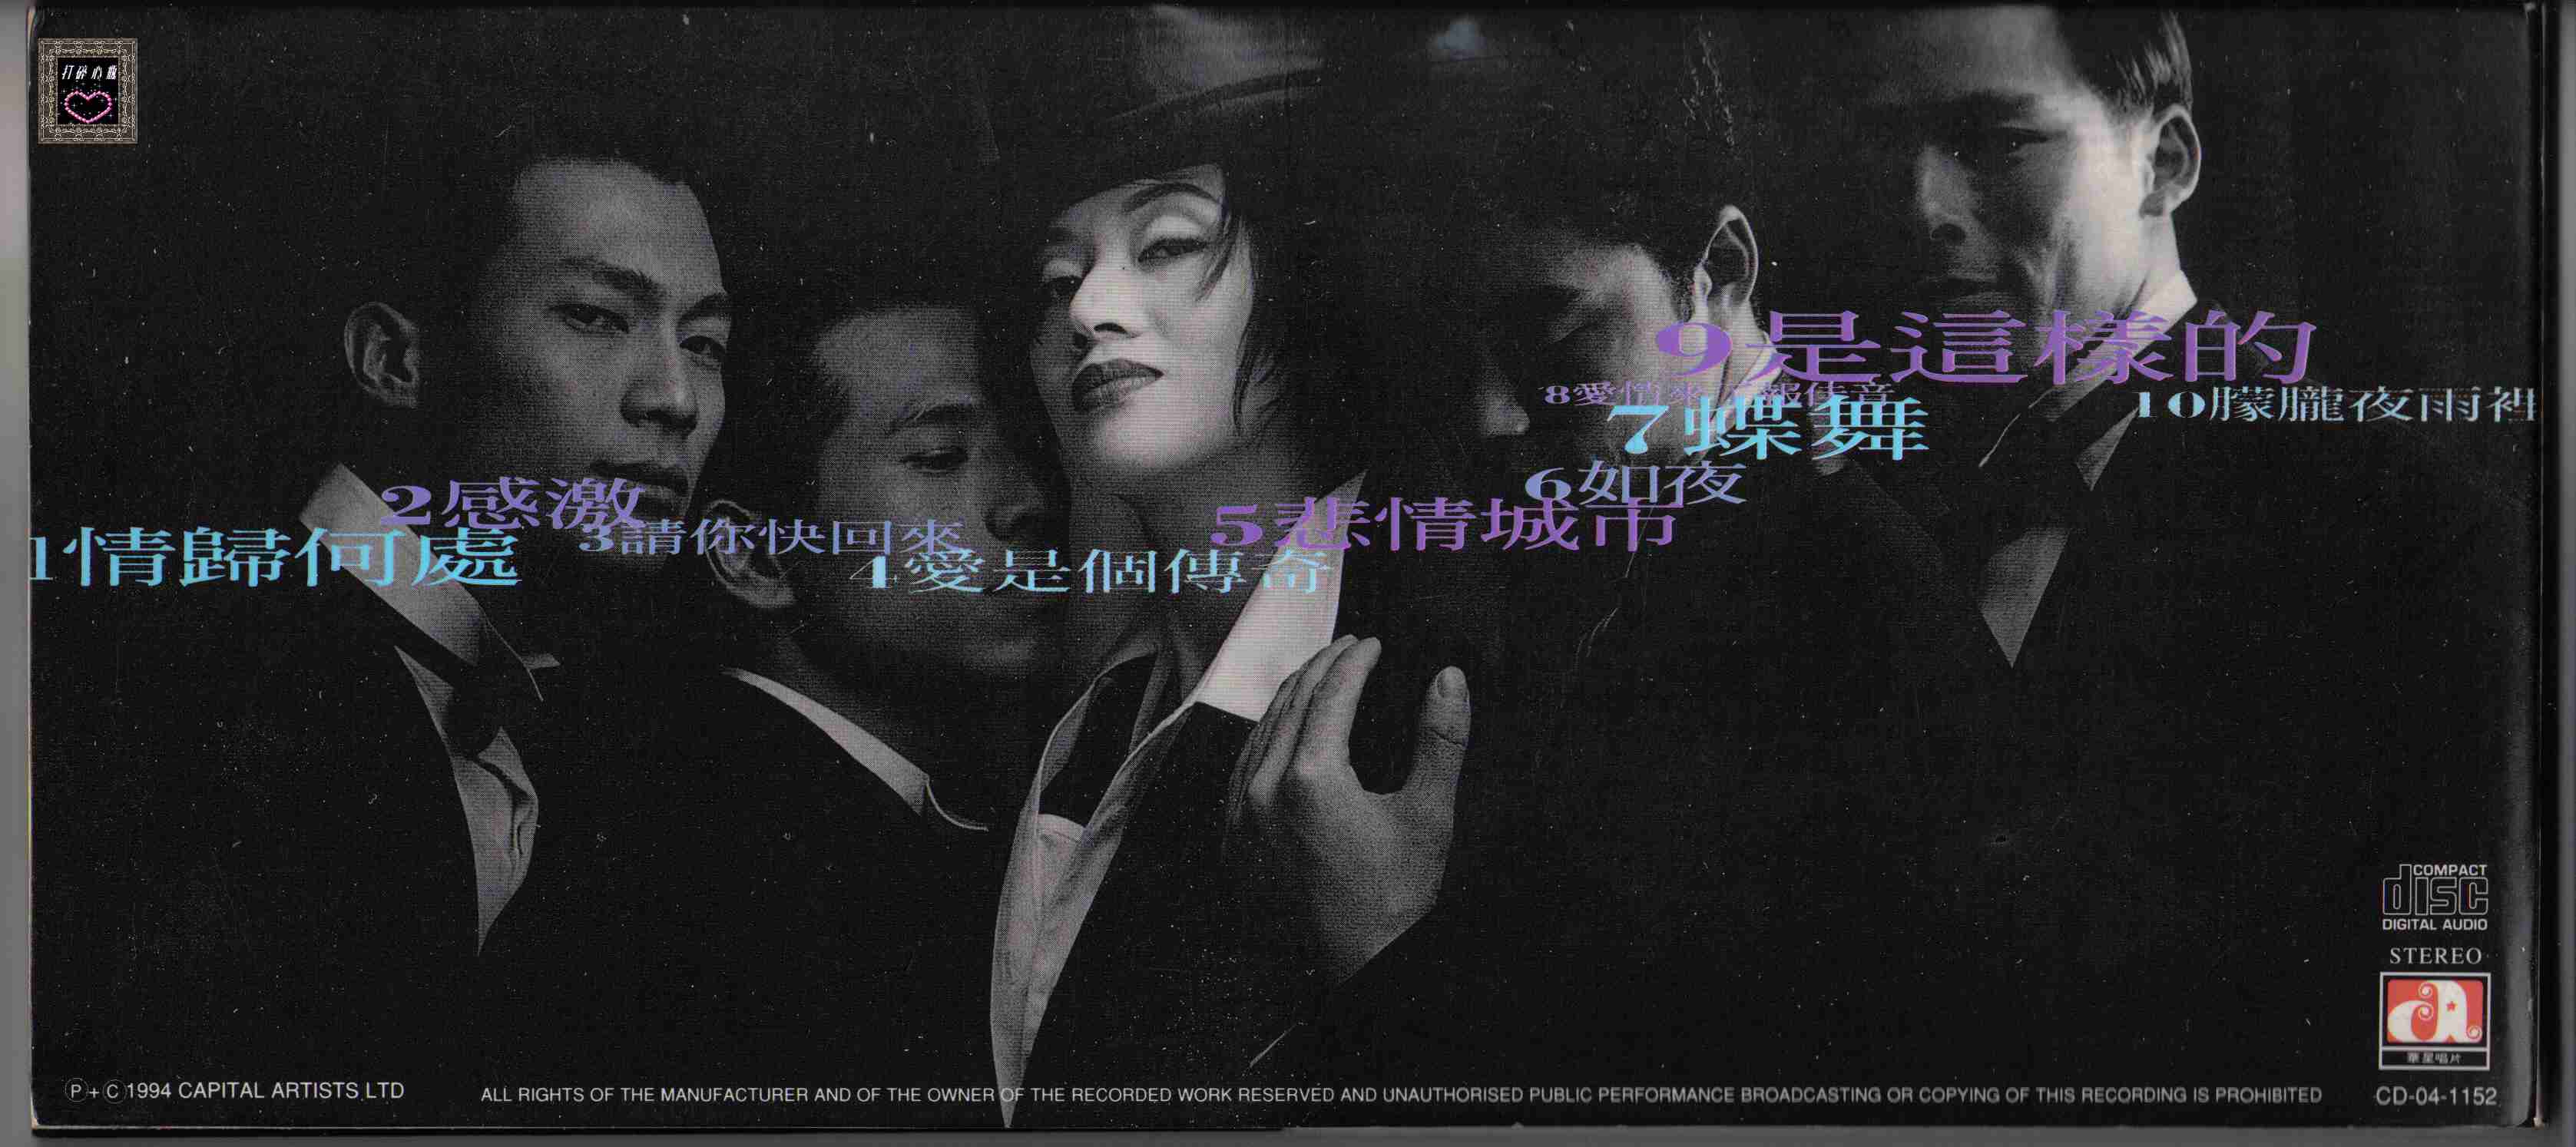 打碎心瓶
1情歸何處
2感激
3請你快回來
4愛是個傳奇
5悲情城市
6如夜
7蝶舞
8愛情來 報佳音
9是這樣的
10朦朧夜雨裡
COMPACT
disc
DIGITAL AUDIO
STEREO
a
華星唱片
CD-04-1152
Ⓟ+Ⓒ1994 CAPITAL ARTISTS LTD
ALL RIGHTS OF THE MANUFACTURER AND OF THE OWNER OF THE RECORDED WORK RESERVED AND UNAUTHORISED PUBLIC PERFORMANCE BROADCASTING OR COPYING OF THIS RECORDING IS PROHIBITED